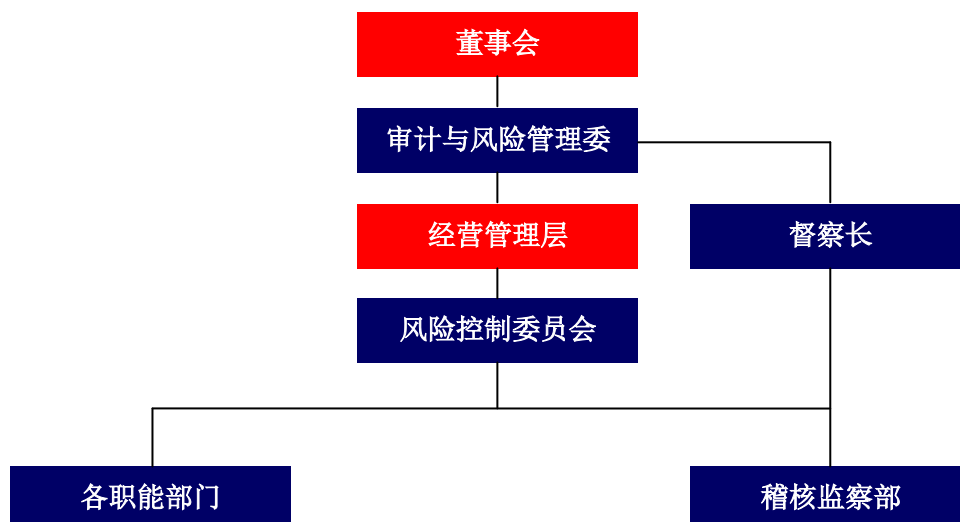 董事会
审计与风险管理委
经营管理层
督察长
风险控制委员会
各职能部门
稽核监察部